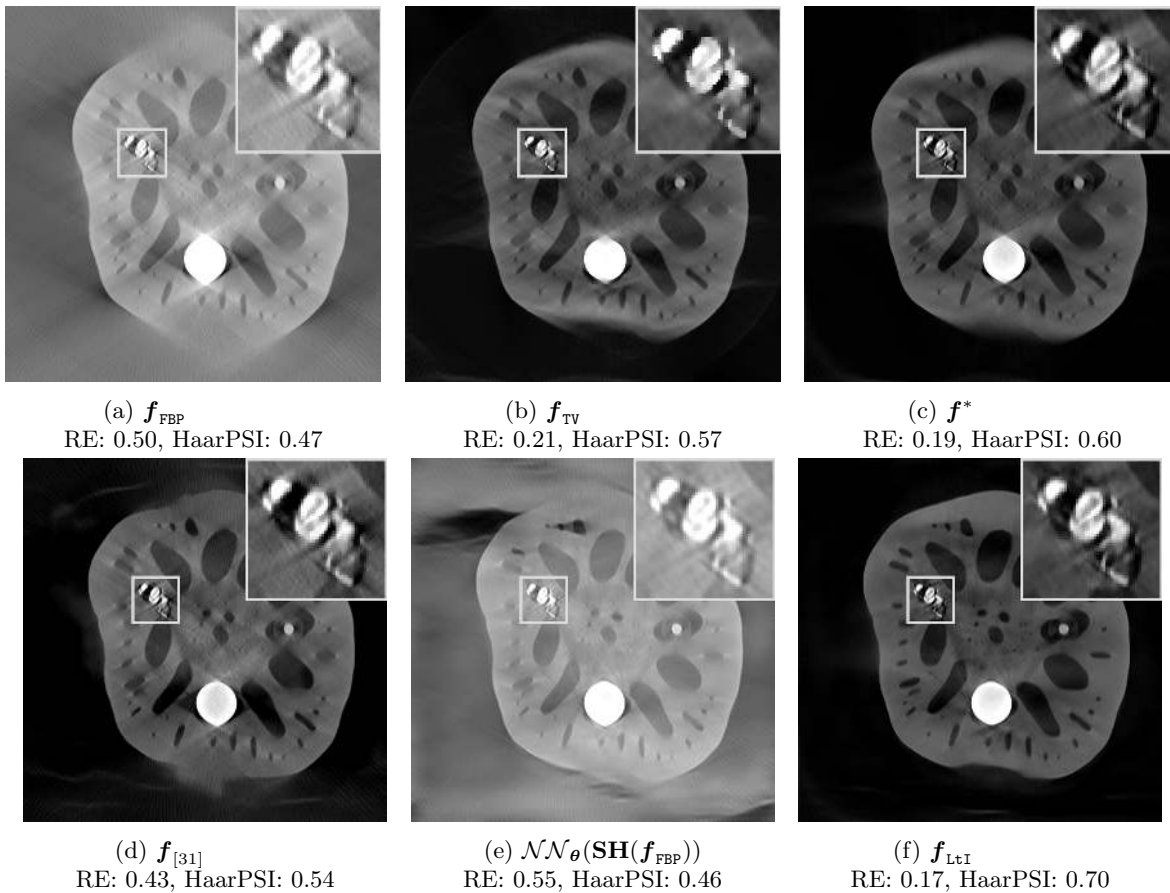 (a) f_FBP
RE: 0.50, HaarPSI: 0.47
(b) f_TV
RE: 0.21, HaarPSI: 0.57
(c) f*
RE: 0.19, HaarPSI: 0.60
(d) f_[31]
RE: 0.43, HaarPSI: 0.54
(e) 𝒩𝒩_θ(SH(f_FBP))
RE: 0.55, HaarPSI: 0.46
(f) f_LtI
RE: 0.17, HaarPSI: 0.70